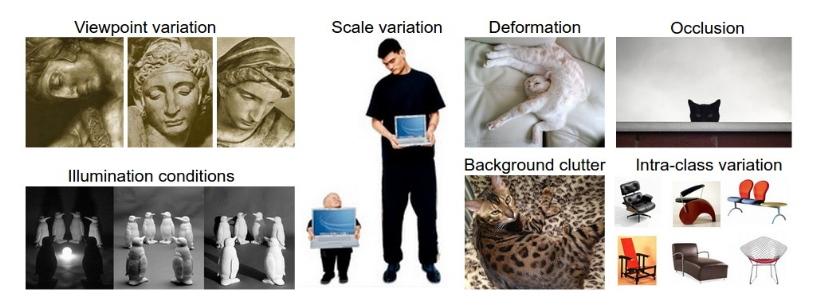 Viewpoint variation
Scale variation
Deformation
Occlusion
Illumination conditions
Background clutter
Intra-class variation